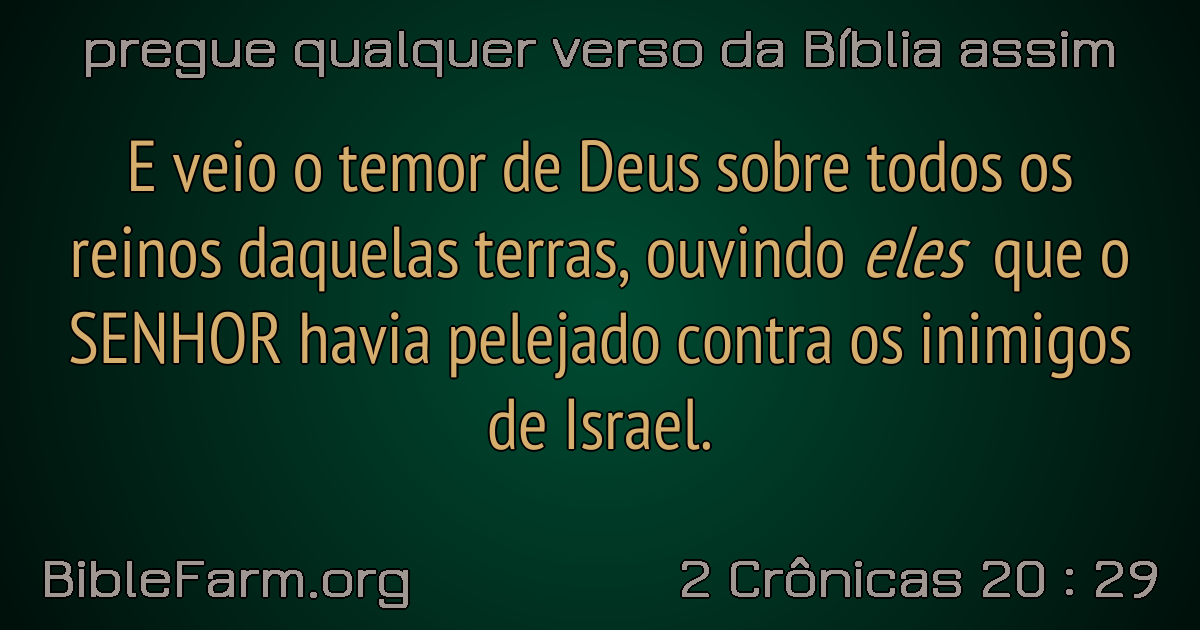 pregue qualquer verso da Bíblia assim
E veio o temor de Deus sobre todos os
reinos daquelas terras, ouvindo eles que o
SENHOR havia pelejado contra os inimigos
de Israel.
BibleFarm.org
2 Crônicas 20 : 29